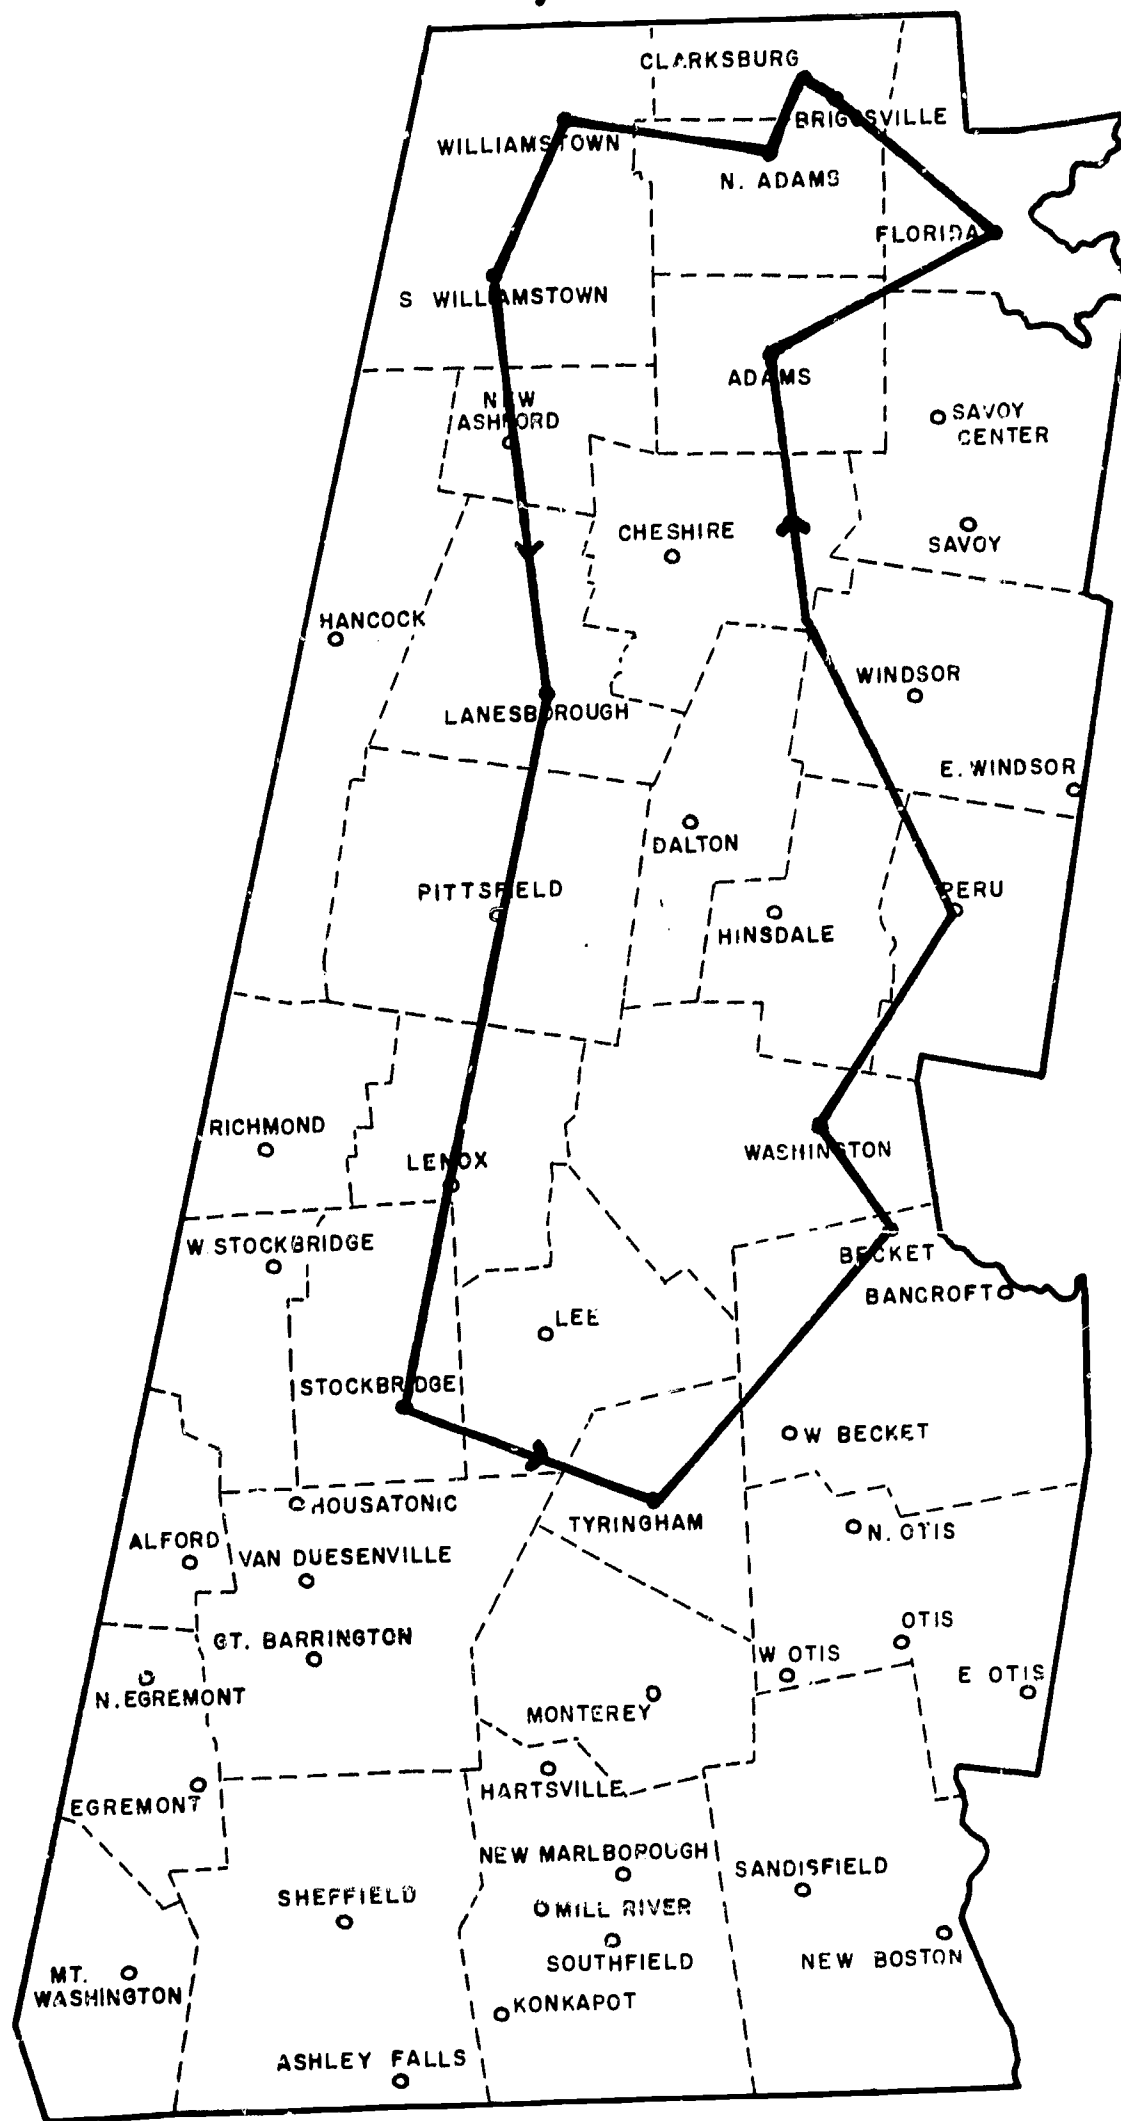 CLARKSBURG
BRIGGSVILLE
WILLIAMSTOWN
N. ADAMS
FLORIDA
S WILLIAMSTOWN
ADAMS
NEW
ASHFORD
SAVOY
CENTER
CHESHIRE
SAVOY
HANCOCK
WINDSOR
LANESBOROUGH
E. WINDSOR
DALTON
PITTSFIELD
PERU
HINSDALE
RICHMOND
WASHINGTON
LENOX
W. STOCKBRIDGE
BECKET
BANCROFT
LEE
STOCKBRIDGE
W BECKET
HOUSATONIC
TYRINGHAM
N. OTIS
ALFORD
VAN DUESENVILLE
OTIS
GT. BARRINGTON
W OTIS
E OTIS
N. EGREMONT
MONTEREY
HARTSVILLE
EGREMONT
NEW MARLBOROUGH
SANDISFIELD
SHEFFIELD
MILL RIVER
SOUTHFIELD
NEW BOSTON
MT.
WASHINGTON
KONKAPOT
ASHLEY FALLS